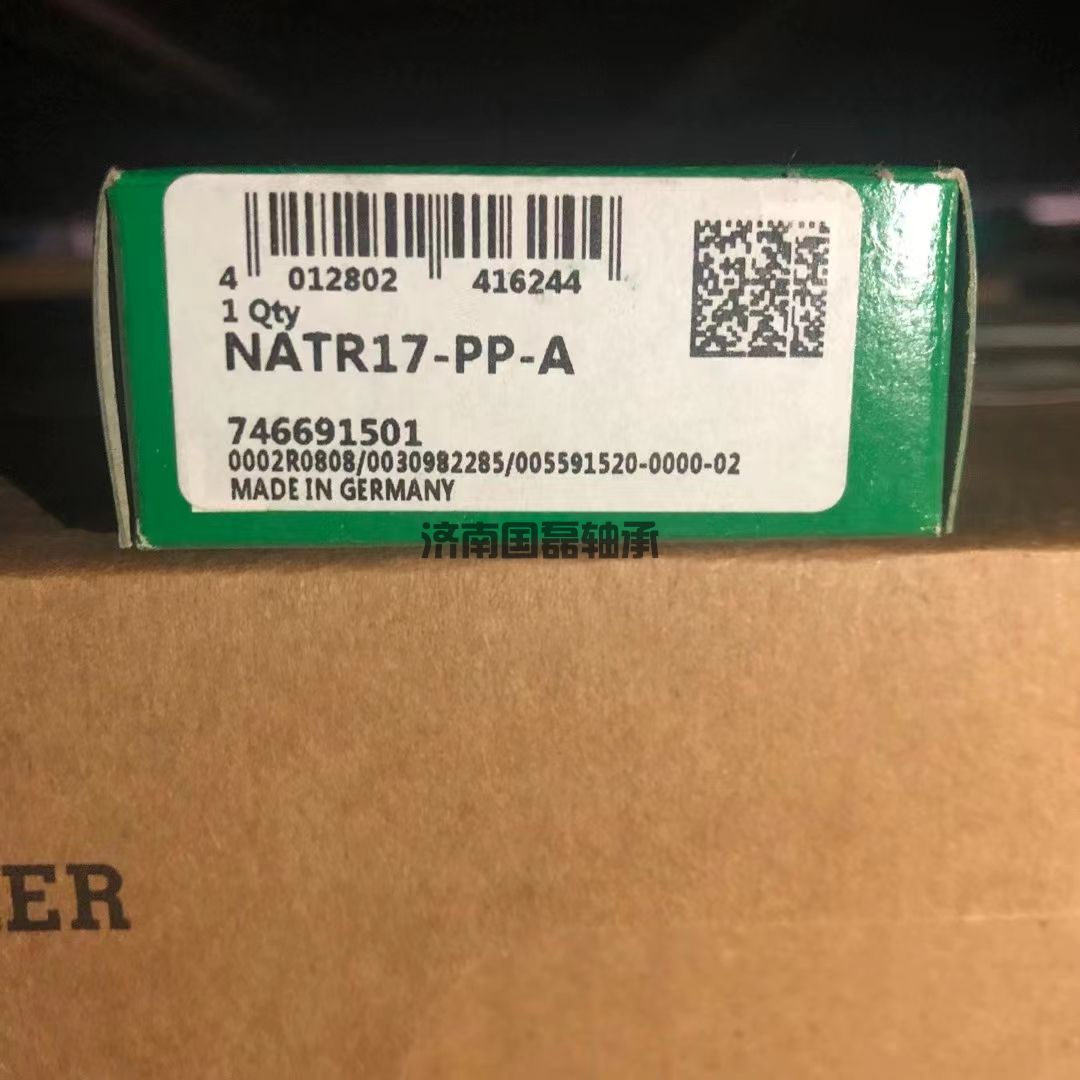 4 012802 416244
1 Qty
NATR17-PP-A
746691501
0002R0808/0030982285/005591520-0000-02
MADE IN GERMANY
济南国磊轴承
ER